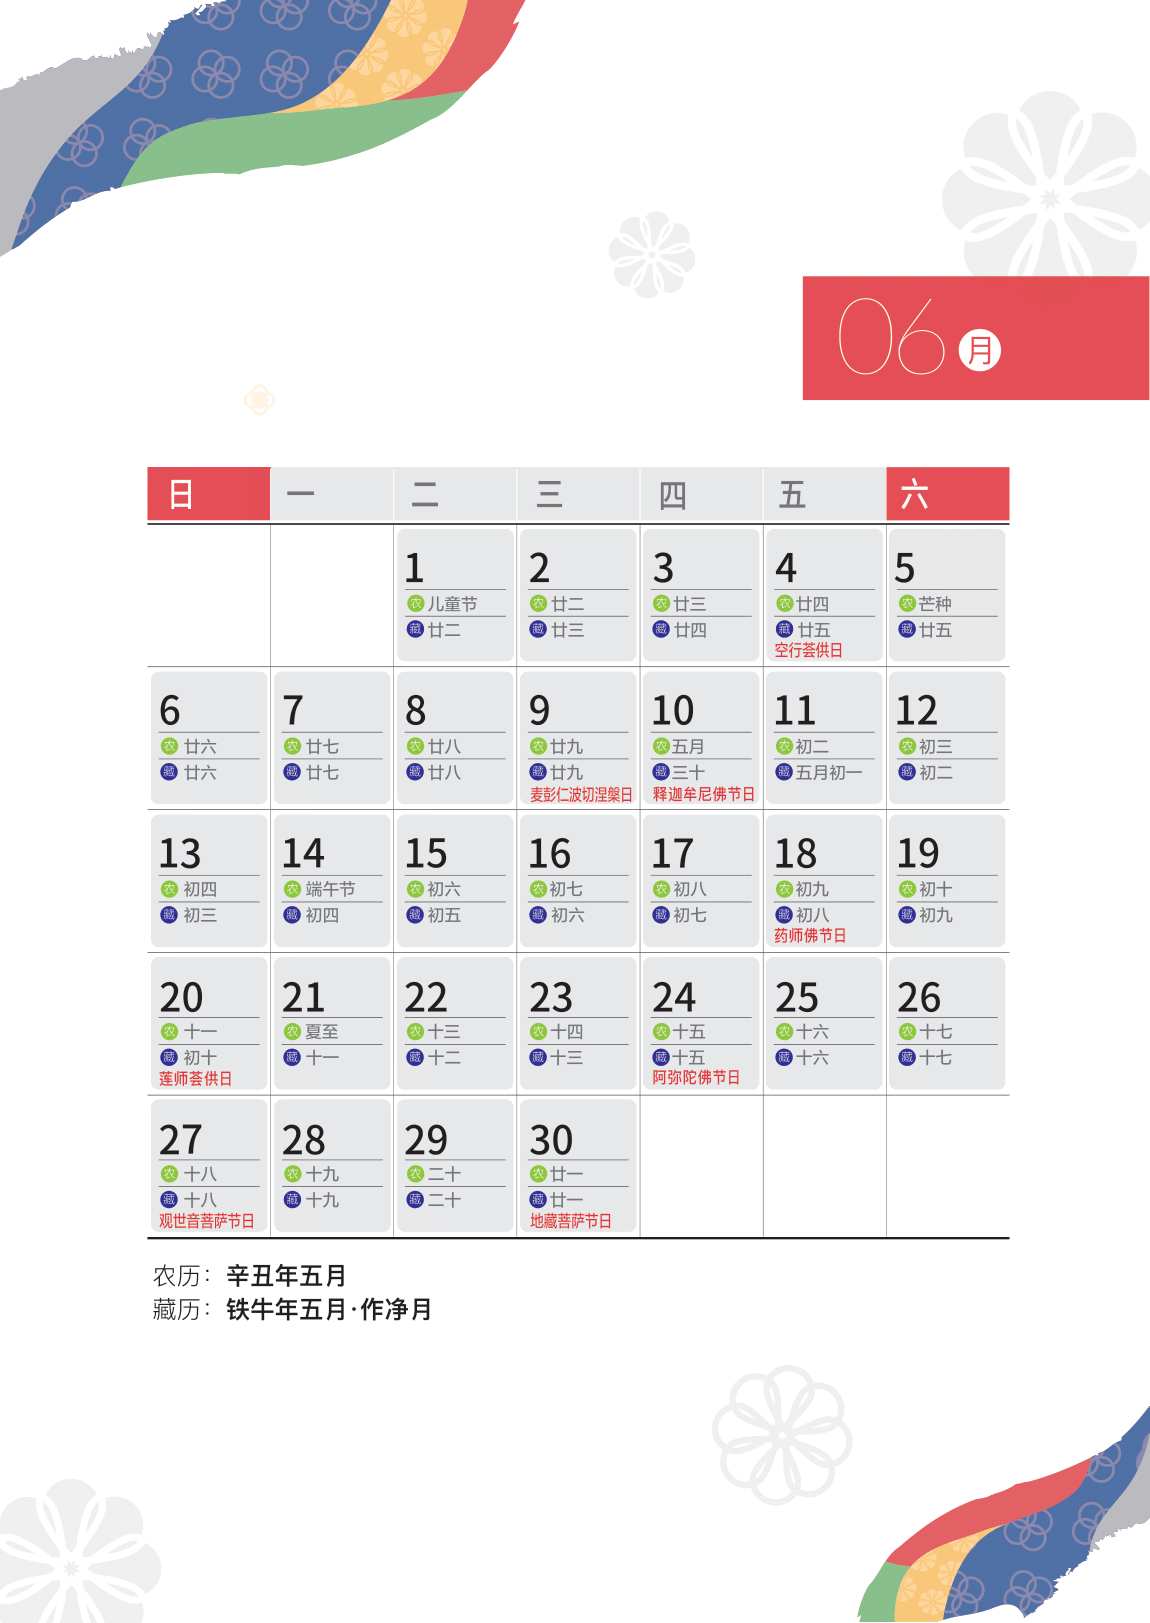 06 月
日 一 二 三 四 五 六
1 2 3 4 5
农 儿童节 农 廿二 农 廿三 农 廿四 农 芒种
藏 廿二 藏 廿三 藏 廿四 藏 廿五 藏 廿五
空行荟供日
6 7 8 9 10 11 12
农 廿六 农 廿七 农 廿八 农 廿九 农 五月 农 初二 农 初三
藏 廿六 藏 廿七 藏 廿八 藏 廿九 藏 三十 藏 五月初一 藏 初二
麦彭仁波切涅槃日 释迦牟尼佛节日
13 14 15 16 17 18 19
农 初四 农 端午节 农 初六 农 初七 农 初八 农 初九 农 初十
藏 初三 藏 初四 藏 初五 藏 初六 藏 初七 藏 初八 藏 初九
药师佛节日
20 21 22 23 24 25 26
农 十一 农 夏至 农 十三 农 十四 农 十五 农 十六 农 十七
藏 初十 藏 十一 藏 十二 藏 十三 藏 十五 藏 十六 藏 十七
莲师荟供日 阿弥陀佛节日
27 28 29 30
农 十八 农 十九 农 二十 农 廿一
藏 十八 藏 十九 藏 二十 藏 廿一
观世音菩萨节日 地藏菩萨节日
农历：辛丑年五月
藏历：铁牛年五月·作净月